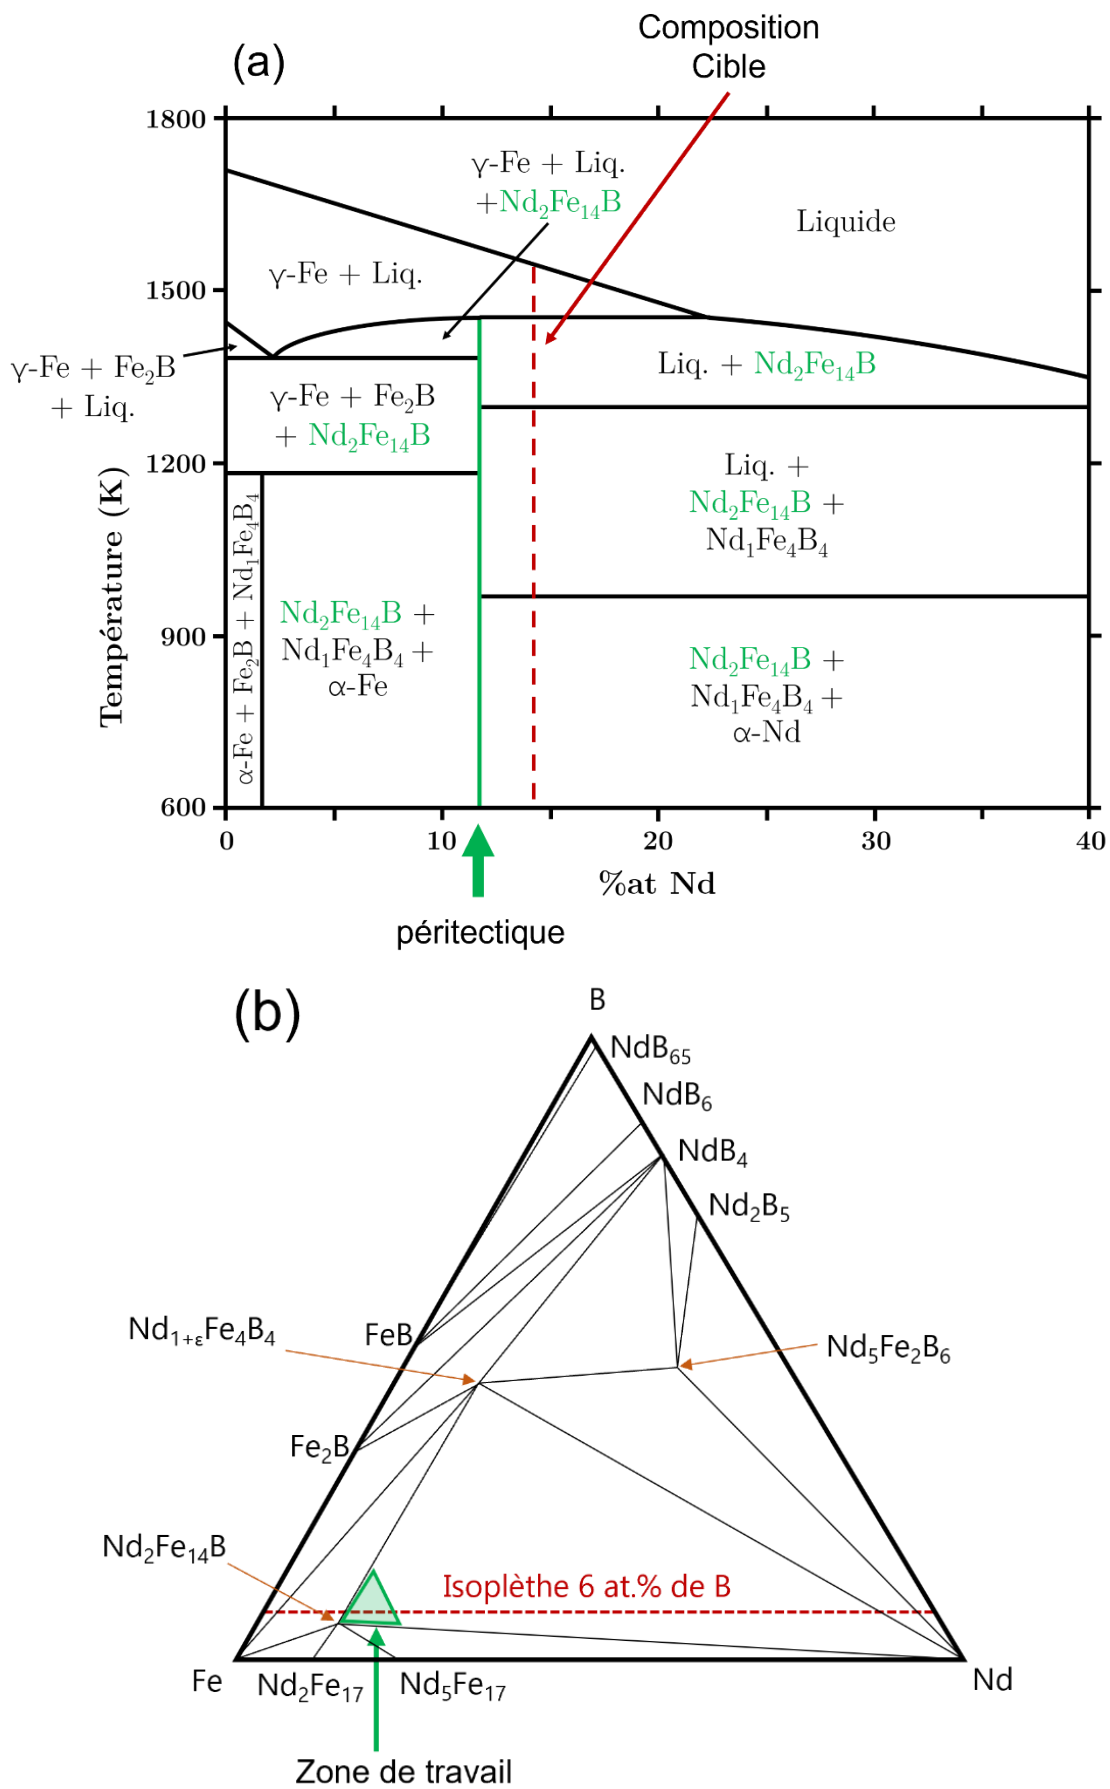 (a)
Composition
Cible
1800
γ-Fe + Liq.
+Nd₂Fe₁₄B
Liquide
γ-Fe + Liq.
1500
γ-Fe + Fe₂B
+ Liq.
Liq. + Nd₂Fe₁₄B
γ-Fe + Fe₂B
+ Nd₂Fe₁₄B
1200
Liq. +
Nd₂Fe₁₄B +
Nd₁Fe₄B₄
Température (K)
α-Fe + Fe₂B + Nd₁Fe₄B₄
Nd₂Fe₁₄B +
Nd₁Fe₄B₄ +
α-Fe
900
Nd₂Fe₁₄B +
Nd₁Fe₄B₄ +
α-Nd
600
0 10 20 30 40
%at Nd
péritectique
(b)
B
NdB₆₅
NdB₆
NdB₄
Nd₂B₅
Nd₁₊εFe₄B₄
FeB
Nd₅Fe₂B₆
Fe₂B
Nd₂Fe₁₄B
Isoplèthe 6 at.% de B
Fe
Nd₂Fe₁₇
Nd₅Fe₁₇
Nd
Zone de travail